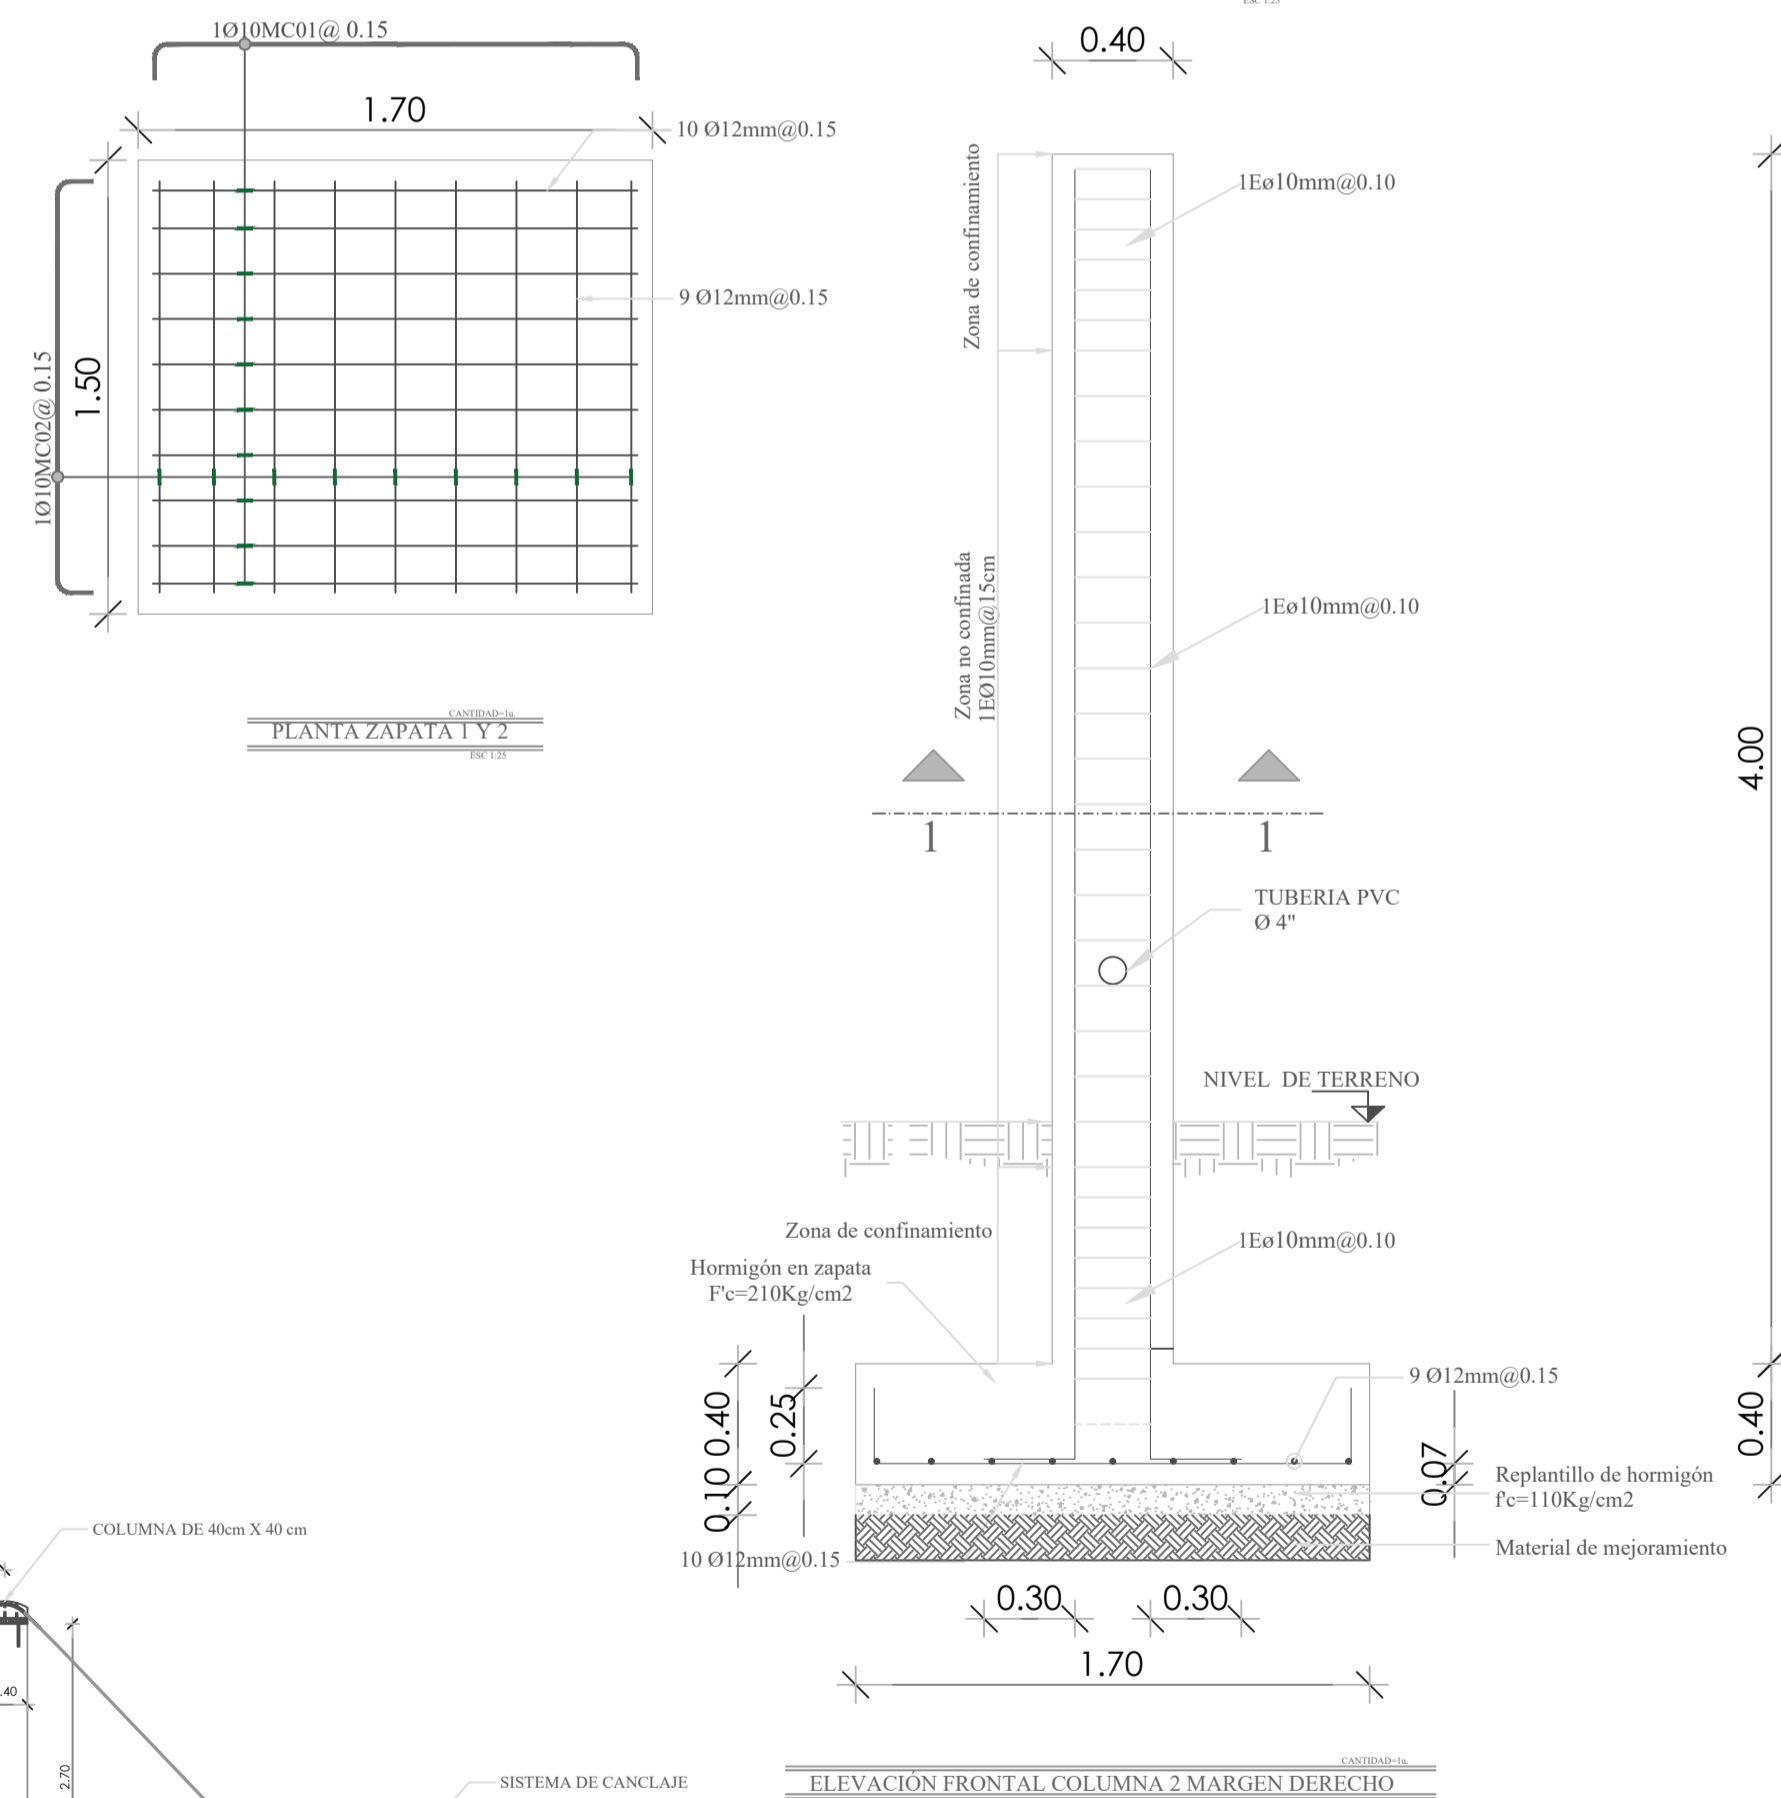 ESC 1:25
1Ø10MC01@ 0.15
1.70
10 Ø12mm@0.15
9 Ø12mm@0.15
1.50
1Ø10MC02@ 0.15
CANTIDAD=1u.
PLANTA ZAPATA 1 Y 2
ESC 1:25
0.40
Zona de confinamiento
1Eø10mm@0.10
Zona no confinada
1EØ10mm@15cm
1Eø10mm@0.10
4.00
1
1
TUBERIA PVC
Ø 4"
NIVEL DE TERRENO
Zona de confinamiento
1Eø10mm@0.10
Hormigón en zapata
F'c=210Kg/cm2
9 Ø12mm@0.15
0.40
0.25
0.10
0.07
0.40
Replantillo de hormigón
f'c=110Kg/cm2
Material de mejoramiento
10 Ø12mm@0.15
0.30
0.30
1.70
COLUMNA DE 40cm X 40 cm
.40
2.70
SISTEMA DE CANCLAJE
CANTIDAD=1u.
ELEVACIÓN FRONTAL COLUMNA 2 MARGEN DERECHO